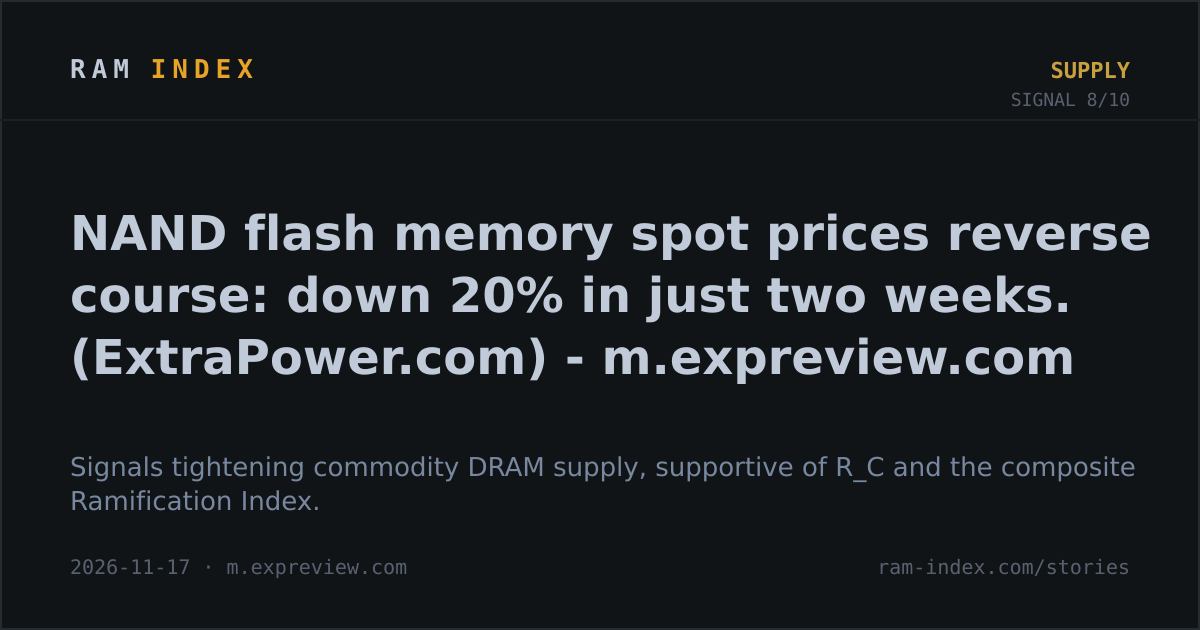 RAM INDEX
SUPPLY
SIGNAL 8/10
NAND flash memory spot prices reverse
course: down 20% in just two weeks.
(ExtraPower.com) - m.expreview.com
Signals tightening commodity DRAM supply, supportive of R_C and the composite
Ramification Index.
2026-11-17 · m.expreview.com
ram-index.com/stories